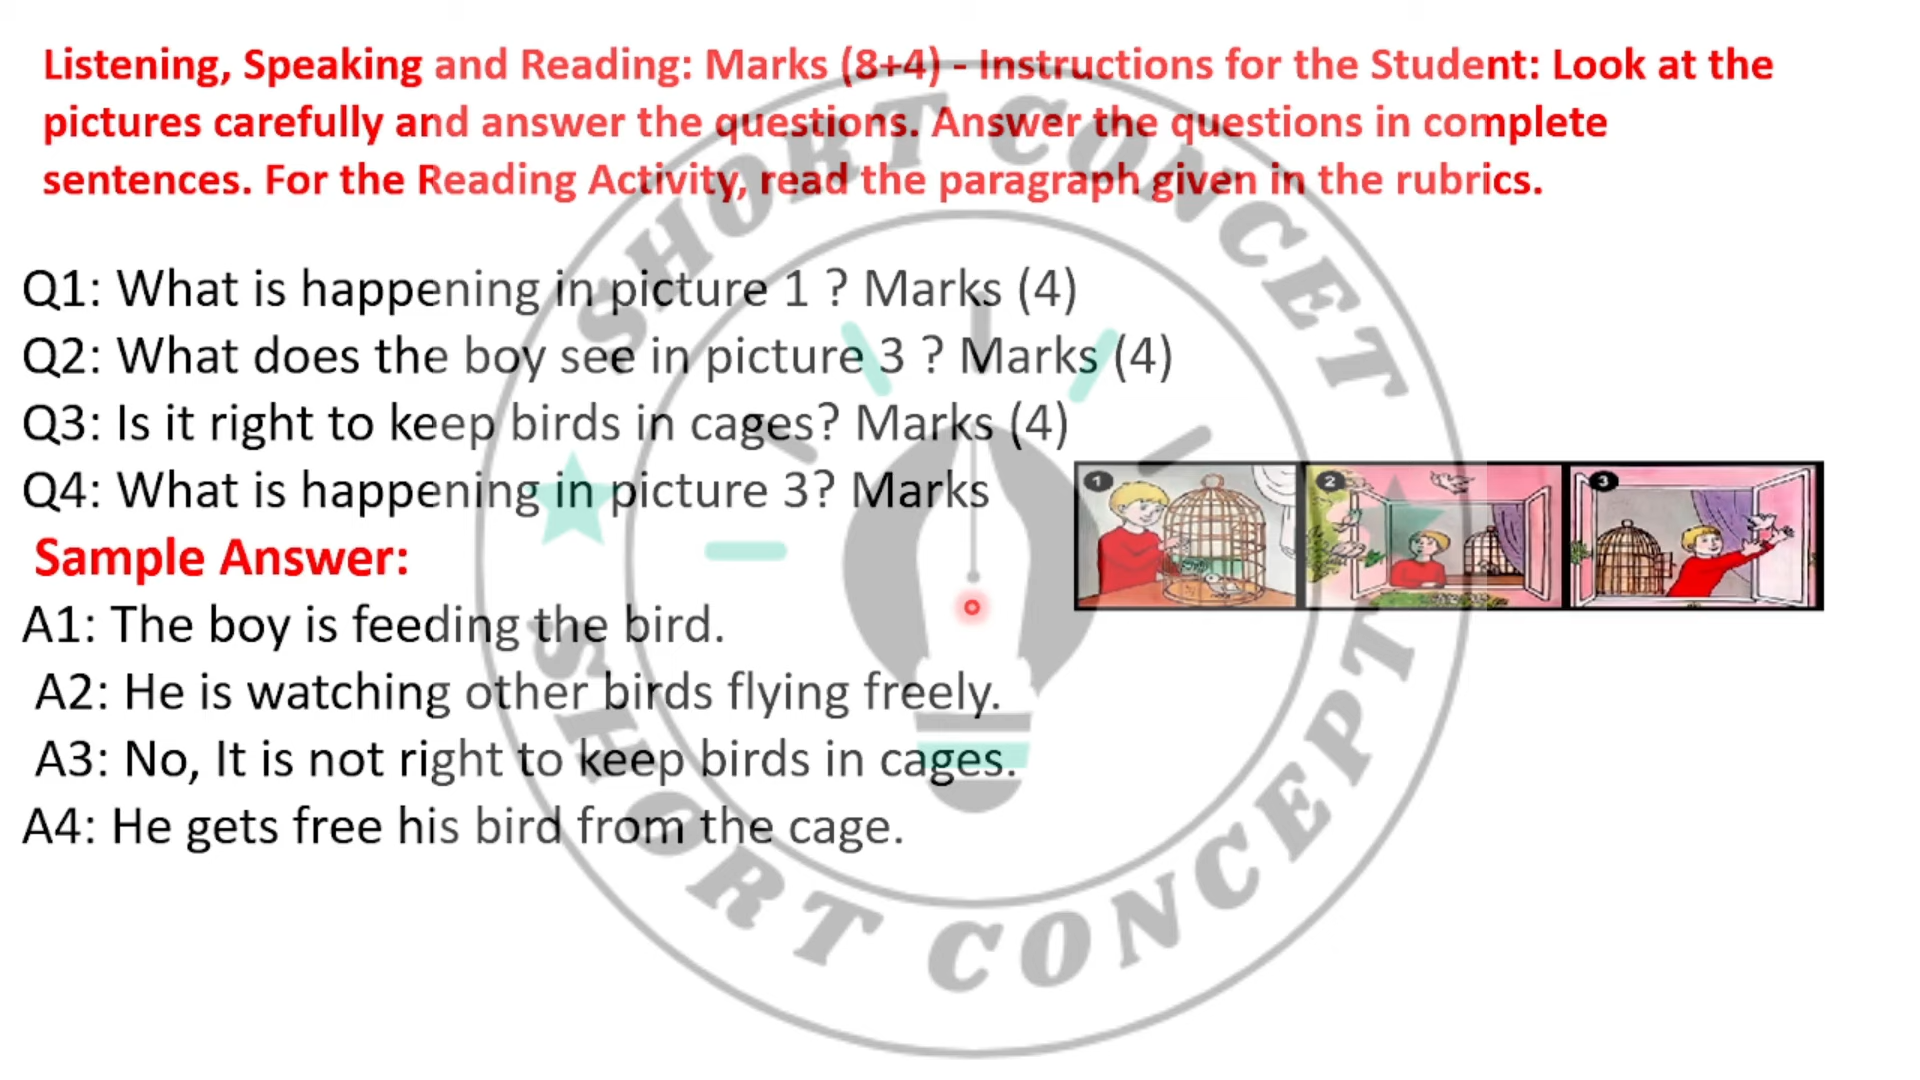 Listening, Speaking and Reading: Marks (8+4) - Instructions for the Student: Look at the
pictures carefully and answer the questions. Answer the questions in complete
sentences. For the Reading Activity, read the paragraph given in the rubrics.
Q1: What is happening in picture 1 ? Marks (4)
Q2: What does the boy see in picture 3 ? Marks (4)
Q3: Is it right to keep birds in cages? Marks (4)
Q4: What is happening in picture 3? Marks
1
2
3
Sample Answer:
A1: The boy is feeding the bird.
A2: He is watching other birds flying freely.
A3: No, It is not right to keep birds in cages.
A4: He gets free his bird from the cage.
SHORT CONCET
SHORT CONCEPT